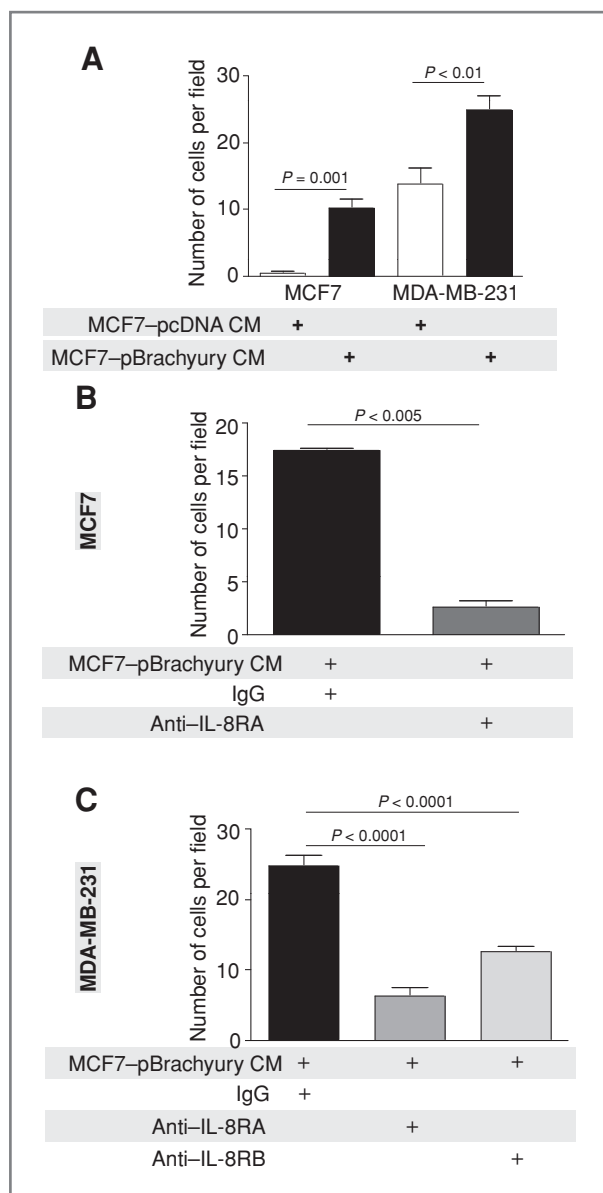 A
Number of cells per field
30
20
10
0
P = 0.001
P < 0.01
MCF7 MDA-MB-231
MCF7–pcDNA CM + +
MCF7–pBrachyury CM + +
B
MCF7
Number of cells per field
20
15
10
5
0
P < 0.005
MCF7–pBrachyury CM + +
IgG +
Anti–IL-8RA +
C
MDA-MB-231
Number of cells per field
30
20
10
0
P < 0.0001
P < 0.0001
MCF7–pBrachyury CM + + +
IgG +
Anti–IL-8RA +
Anti–IL-8RB +